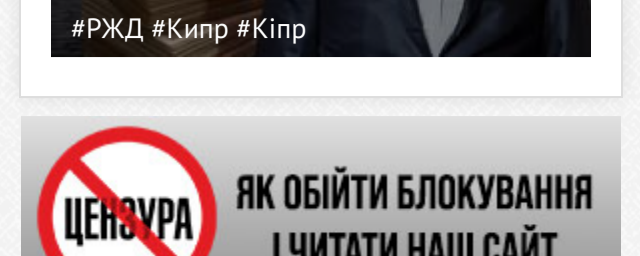 #РЖД #Кипр #Кіпр
ЦЕНЗУРА
ЯК ОБІЙТИ БЛОКУВАННЯ
І ЧИТАТИ НАШ САЙТ